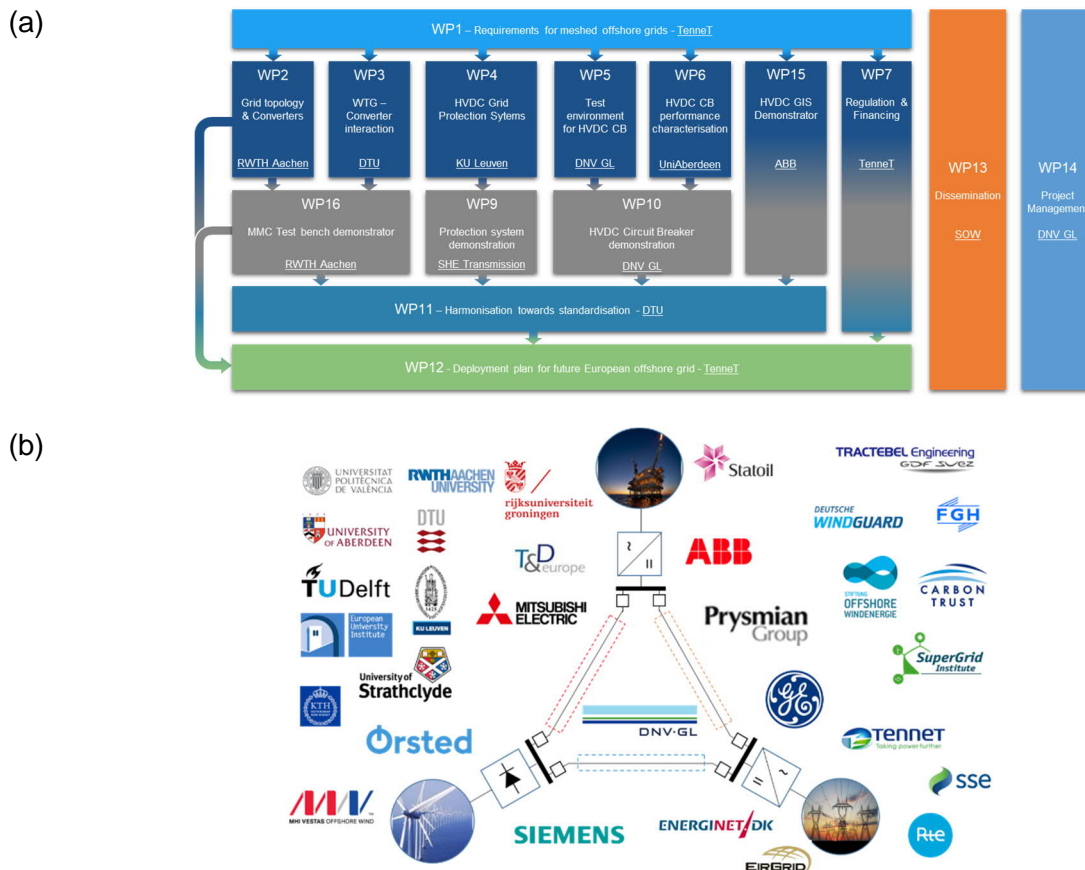 (a)
WP1 – Requirements for meshed offshore grids - TenneT
WP2
Grid topology
& Converters
RWTH Aachen
WP3
WTG –
Converter
interaction
DTU
WP4
HVDC Grid
Protection Sytems
KU Leuven
WP5
Test
environment
for HVDC CB
DNV GL
WP6
HVDC CB
performance
characterisation
UniAberdeen
WP15
HVDC GIS
Demonstrator
ABB
WP7
Regulation &
Financing
TenneT
WP16
MMC Test bench demonstrator
RWTH Aachen
WP9
Protection system
demonstration
SHE Transmission
WP10
HVDC Circuit Breaker
demonstration
DNV GL
WP11 – Harmonisation towards standardisation - DTU
WP12 - Deployment plan for future European offshore grid - TenneT
WP13
Dissemination
SOW
WP14
Project
Managemen
DNV GL
(b)
UNIVERSITAT
POLITÈCNICA
DE VALÈNCIA
RWTHAACHEN
UNIVERSITY
rijksuniversiteit
groningen
Statoil
TRACTEBEL Engineering
GDF SUEZ
UNIVERSITY
OF ABERDEEN
DTU
T&D
europe
ABB
DEUTSCHE
WINDGUARD
FGH
TUDelft
KU LEUVEN
MITSUBISHI
ELECTRIC
Prysmian
Group
STIFTUNG
OFFSHORE
WINDENERGIE
CARBON
TRUST
European
University
Institute
University of
Strathclyde
SuperGrid
Institute
KTH
Ørsted
DNV·GL
GE
TENNET
Taking power further
sse
MHI VESTAS OFFSHORE WIND
SIEMENS
ENERGINET/DK
EIRGRID
Rte